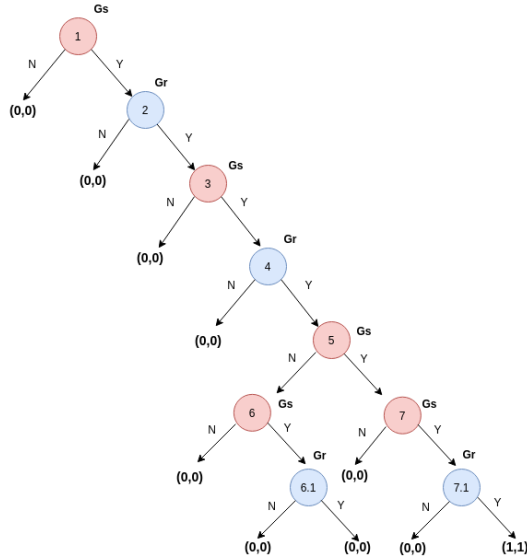 Gs
1
N Y
(0,0)
Gr
2
N Y
(0,0)
Gs
3
N Y
(0,0)
Gr
4
N Y
(0,0)
5 Gs
N Y
6 Gs
7 Gs
N Y
N Y
(0,0)
(0,0)
Gr
6.1
Gr
7.1
N Y
N Y
(0,0) (0,0) (0,0) (1,1)